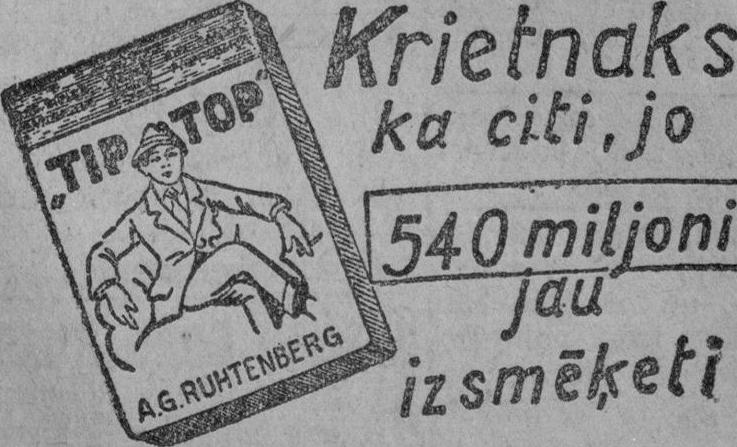 „TIP TOP“
A.G. RUHTENBERG
Krietnaks
ka citi, jo
540 miljoni
jau
izsmēķeti